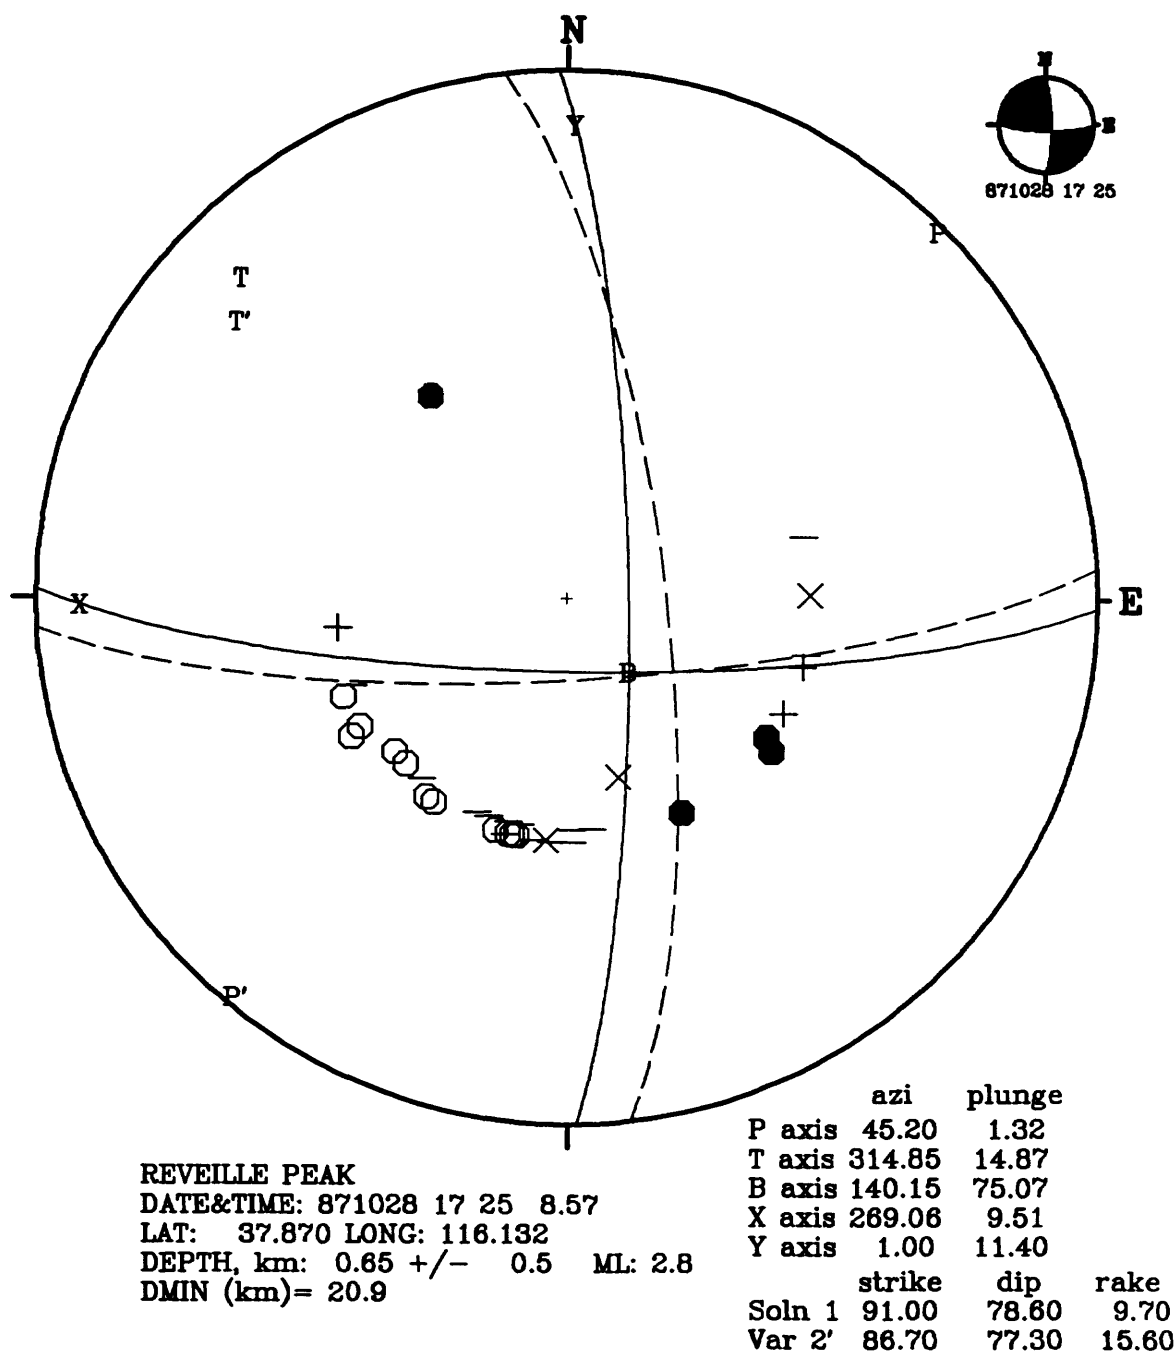 N
Y
N
E
871028 17 25
P
T
T'
X
B
E
P'
azi plunge
P axis 45.20 1.32
T axis 314.85 14.87
B axis 140.15 75.07
X axis 269.06 9.51
Y axis 1.00 11.40
strike dip rake
Soln 1 91.00 78.60 9.70
Var 2' 86.70 77.30 15.60
REVEILLE PEAK
DATE&TIME: 871028 17 25 8.57
LAT: 37.870 LONG: 116.132
DEPTH, km: 0.65 +/- 0.5 ML: 2.8
DMIN (km)= 20.9